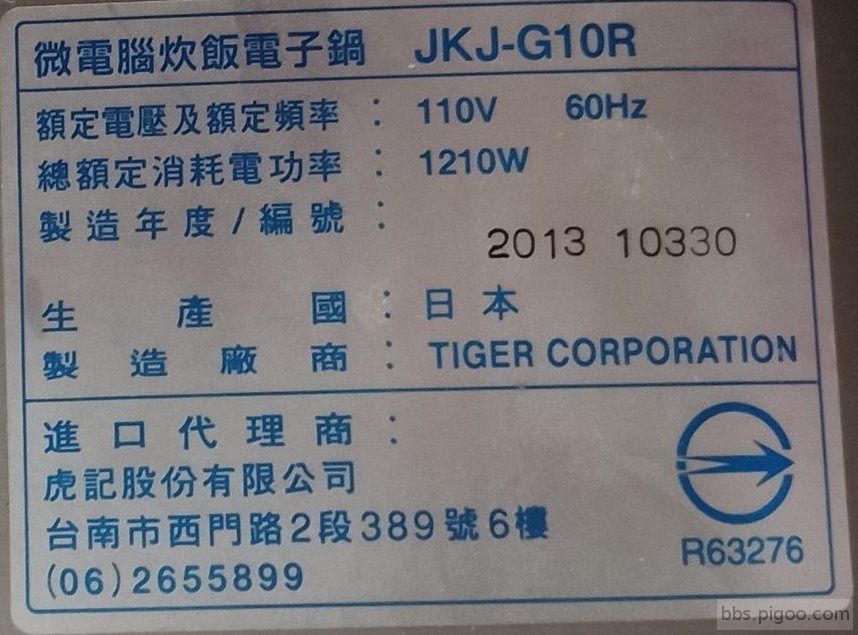 微電腦炊飯電子鍋 JKJ-G10R
額定電壓及額定頻率：110V 60Hz
總額定消耗電功率：1210W
製造年度/編號：
2013 10330
生產國：日本
製造廠商：TIGER CORPORATION
進口代理商：
虎記股份有限公司
台南市西門路2段389號6樓
(06)2655899
R63276
bbs.pigoo.com